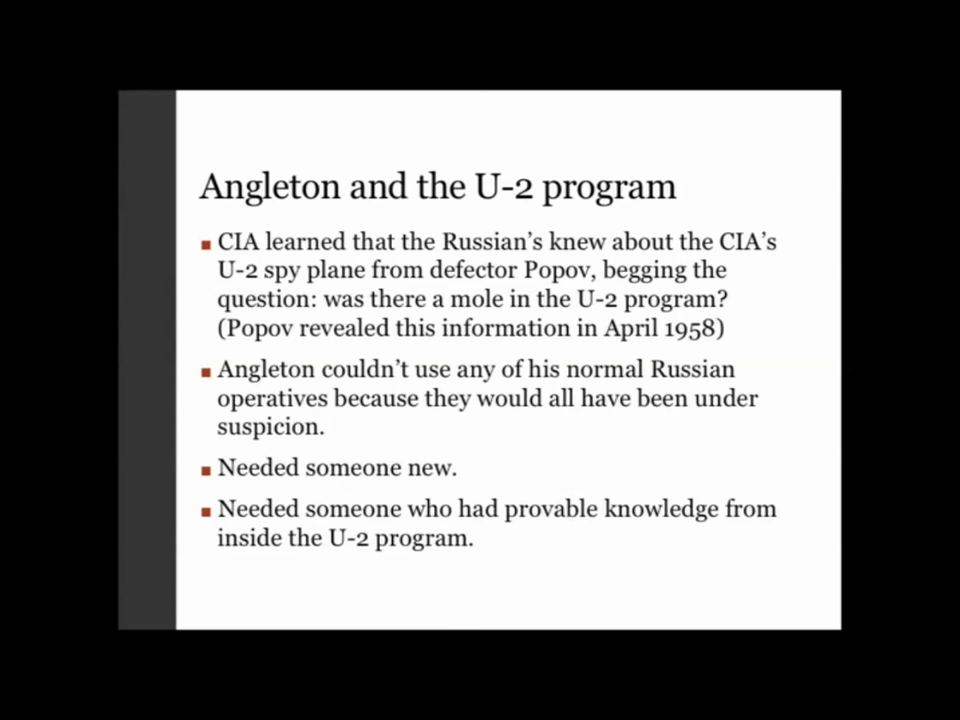 Angleton and the U-2 program
▪ CIA learned that the Russian’s knew about the CIA’s
U-2 spy plane from defector Popov, begging the
question: was there a mole in the U-2 program?
(Popov revealed this information in April 1958)
▪ Angleton couldn’t use any of his normal Russian
operatives because they would all have been under
suspicion.
▪ Needed someone new.
▪ Needed someone who had provable knowledge from
inside the U-2 program.